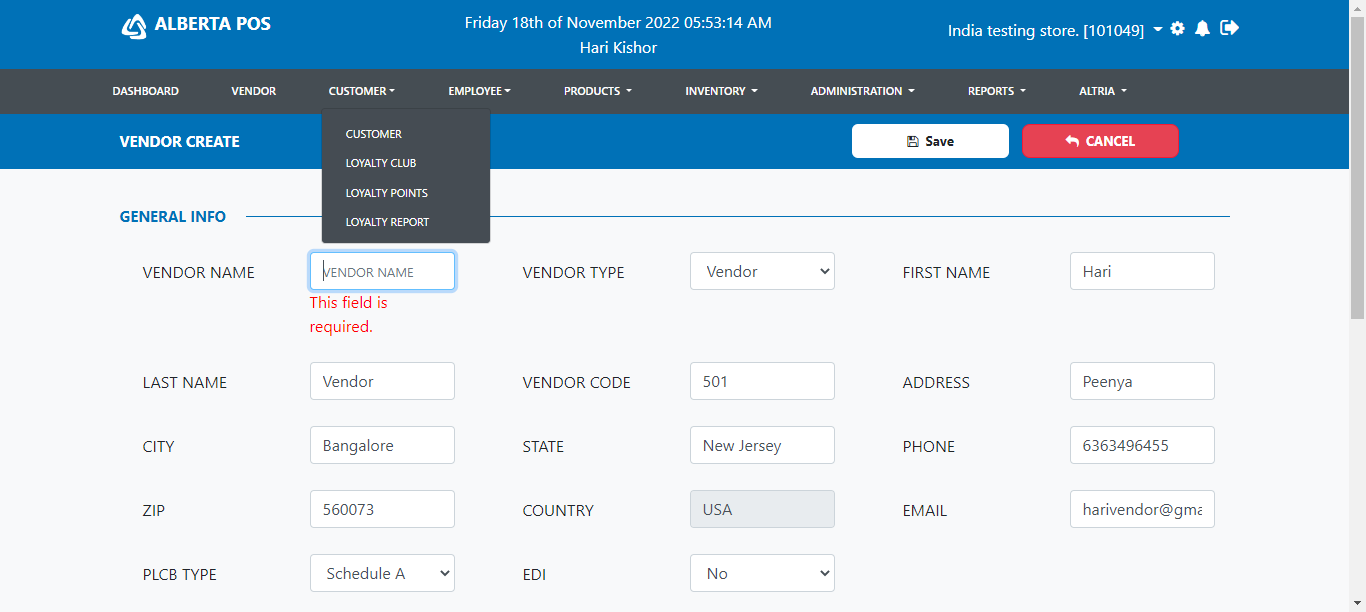 ALBERTA POS
Friday 18th of November 2022 05:53:14 AM
Hari Kishor
India testing store. [101049]
DASHBOARD VENDOR CUSTOMER EMPLOYEE PRODUCTS INVENTORY ADMINISTRATION REPORTS ALTRIA
CUSTOMER
LOYALTY CLUB
LOYALTY POINTS
LOYALTY REPORT
VENDOR CREATE
Save
CANCEL
GENERAL INFO
VENDOR NAME VENDOR NAME VENDOR TYPE Vendor FIRST NAME Hari
This field is
required.
LAST NAME Vendor VENDOR CODE 501 ADDRESS Peenya
CITY Bangalore STATE New Jersey PHONE 6363496455
ZIP 560073 COUNTRY USA EMAIL harivendor@gma
PLCB TYPE Schedule A EDI No